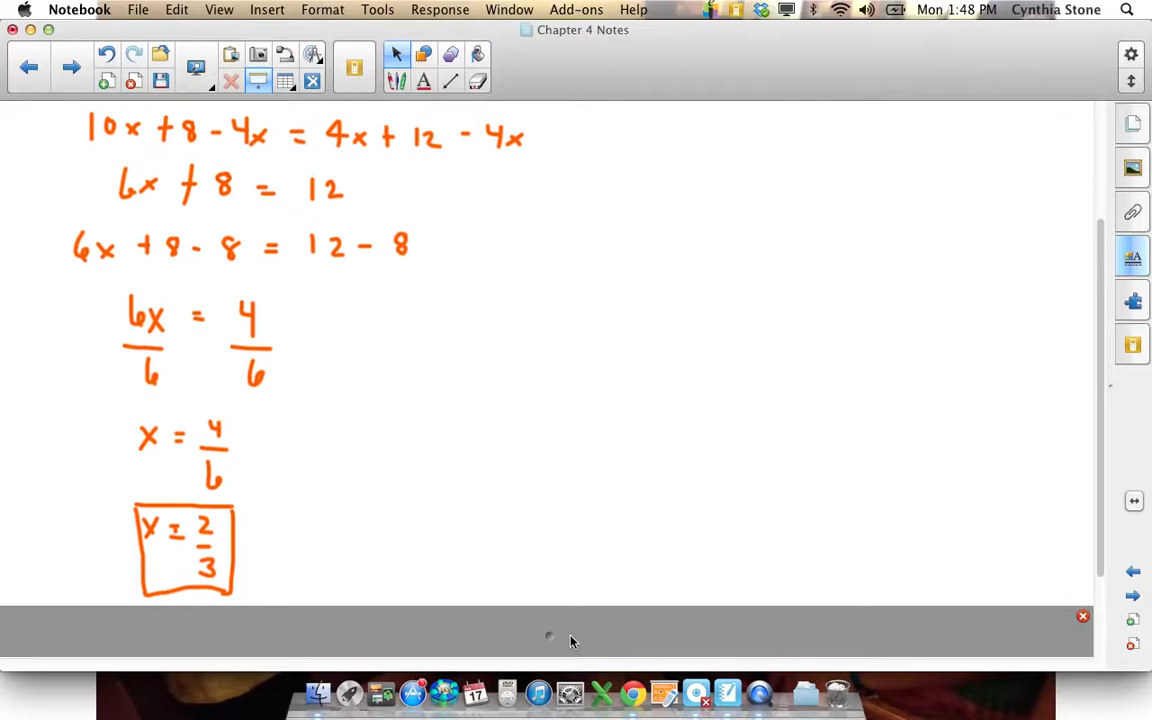 Notebook File Edit View Insert Format Tools Response Window Add-ons Help Mon 1:48 PM Cynthia Stone
Chapter 4 Notes
10x + 8 - 4x = 4x + 12 - 4x
6x + 8 = 12
6x + 8 - 8 = 12 - 8
6x = 4
6 6
x = 4
6
x = 2
3
17